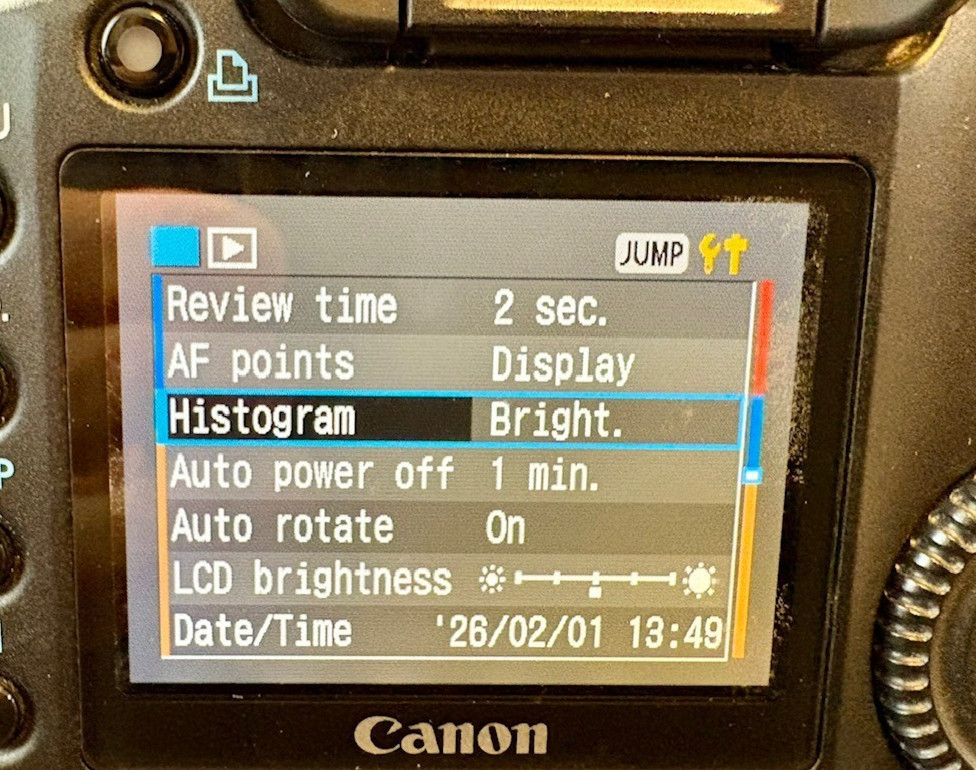 JUMP
Review time 2 sec.
AF points Display
Histogram Bright.
Auto power off 1 min.
Auto rotate On
LCD brightness
Date/Time '26/02/01 13:49
Canon